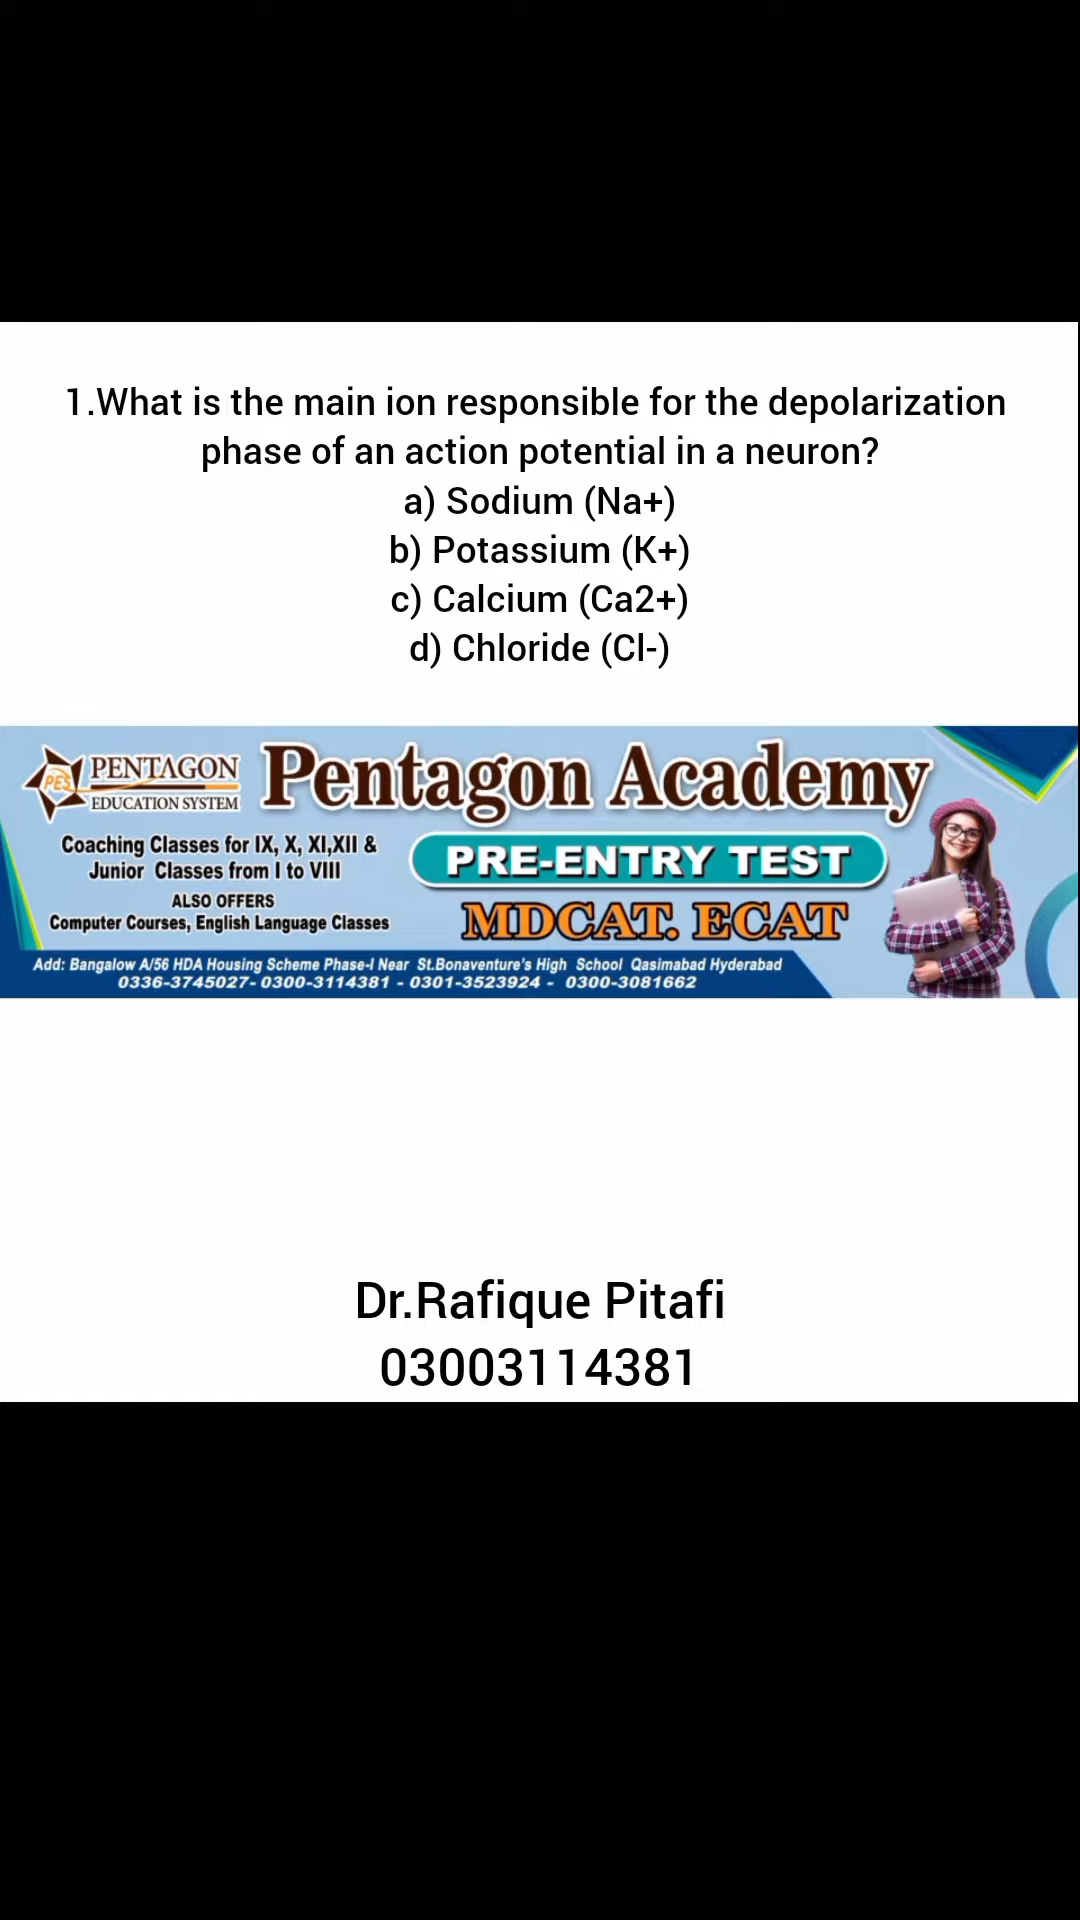 1.What is the main ion responsible for the depolarization
phase of an action potential in a neuron?
a) Sodium (Na+)
b) Potassium (K+)
c) Calcium (Ca2+)
d) Chloride (Cl-)
PES
PENTAGON
EDUCATION SYSTEM
Pentagon Academy
Coaching Classes for IX, X, XI,XII &
Junior Classes from I to VIII
ALSO OFFERS
Computer Courses, English Language Classes
PRE-ENTRY TEST
MDCAT. ECAT
Add: Bangalow A/56 HDA Housing Scheme Phase-I Near St.Bonaventure's High School Qasimabad Hyderabad
0336-3745027- 0300-3114381 - 0301-3523924 - 0300-3081662
Dr.Rafique Pitafi
03003114381